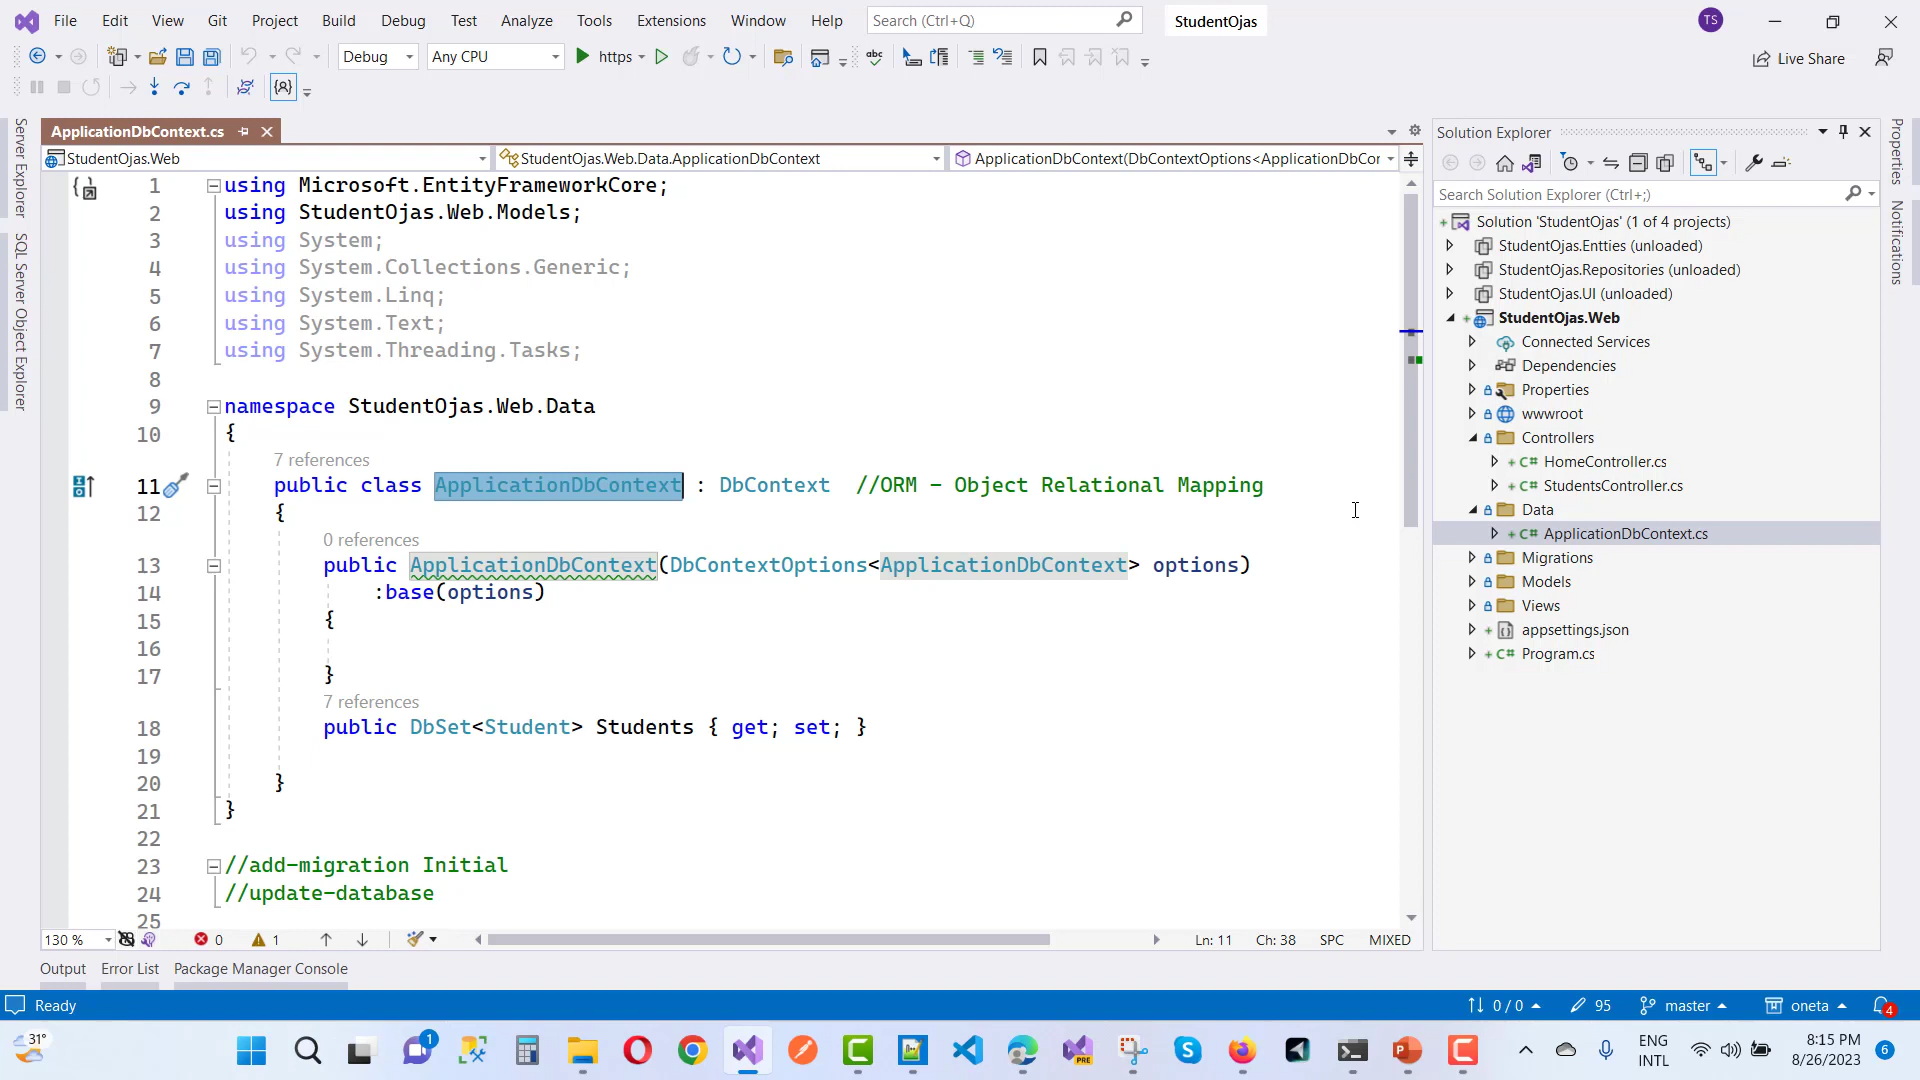 File Edit View Git Project Build Debug Test Analyze Tools Extensions Window Help Search (Ctrl+Q) StudentOjas TS
Debug Any CPU https Live Share
ApplicationDbContext.cs
StudentOjas.Web StudentOjas.Web.Data.ApplicationDbContext ApplicationDbContext(DbContextOptions<ApplicationDbCor
1 using Microsoft.EntityFrameworkCore;
2 using StudentOjas.Web.Models;
3 using System;
4 using System.Collections.Generic;
5 using System.Linq;
6 using System.Text;
7 using System.Threading.Tasks;
8
9 namespace StudentOjas.Web.Data
10 {
7 references
11 public class ApplicationDbContext : DbContext //ORM - Object Relational Mapping
12 {
0 references
13 public ApplicationDbContext(DbContextOptions<ApplicationDbContext> options)
14 :base(options)
15 {
16
17 }
7 references
18 public DbSet<Student> Students { get; set; }
19
20 }
21 }
22
23 //add-migration Initial
24 //update-database
25
130 % 0 1 Ln: 11 Ch: 38 SPC MIXED
Server Explorer
SQL Server Object Explorer
Solution Explorer
Search Solution Explorer (Ctrl+;)
Solution 'StudentOjas' (1 of 4 projects)
StudentOjas.Entties (unloaded)
StudentOjas.Repositories (unloaded)
StudentOjas.UI (unloaded)
StudentOjas.Web
Connected Services
Dependencies
Properties
wwwroot
Controllers
C# HomeController.cs
C# StudentsController.cs
Data
C# ApplicationDbContext.cs
Migrations
Models
Views
appsettings.json
C# Program.cs
Properties
Notifications
Output Error List Package Manager Console
Ready 0 / 0 95 master oneta 4
31° 1 PRE ENG 8:15 PM
INTL 8/26/2023 6